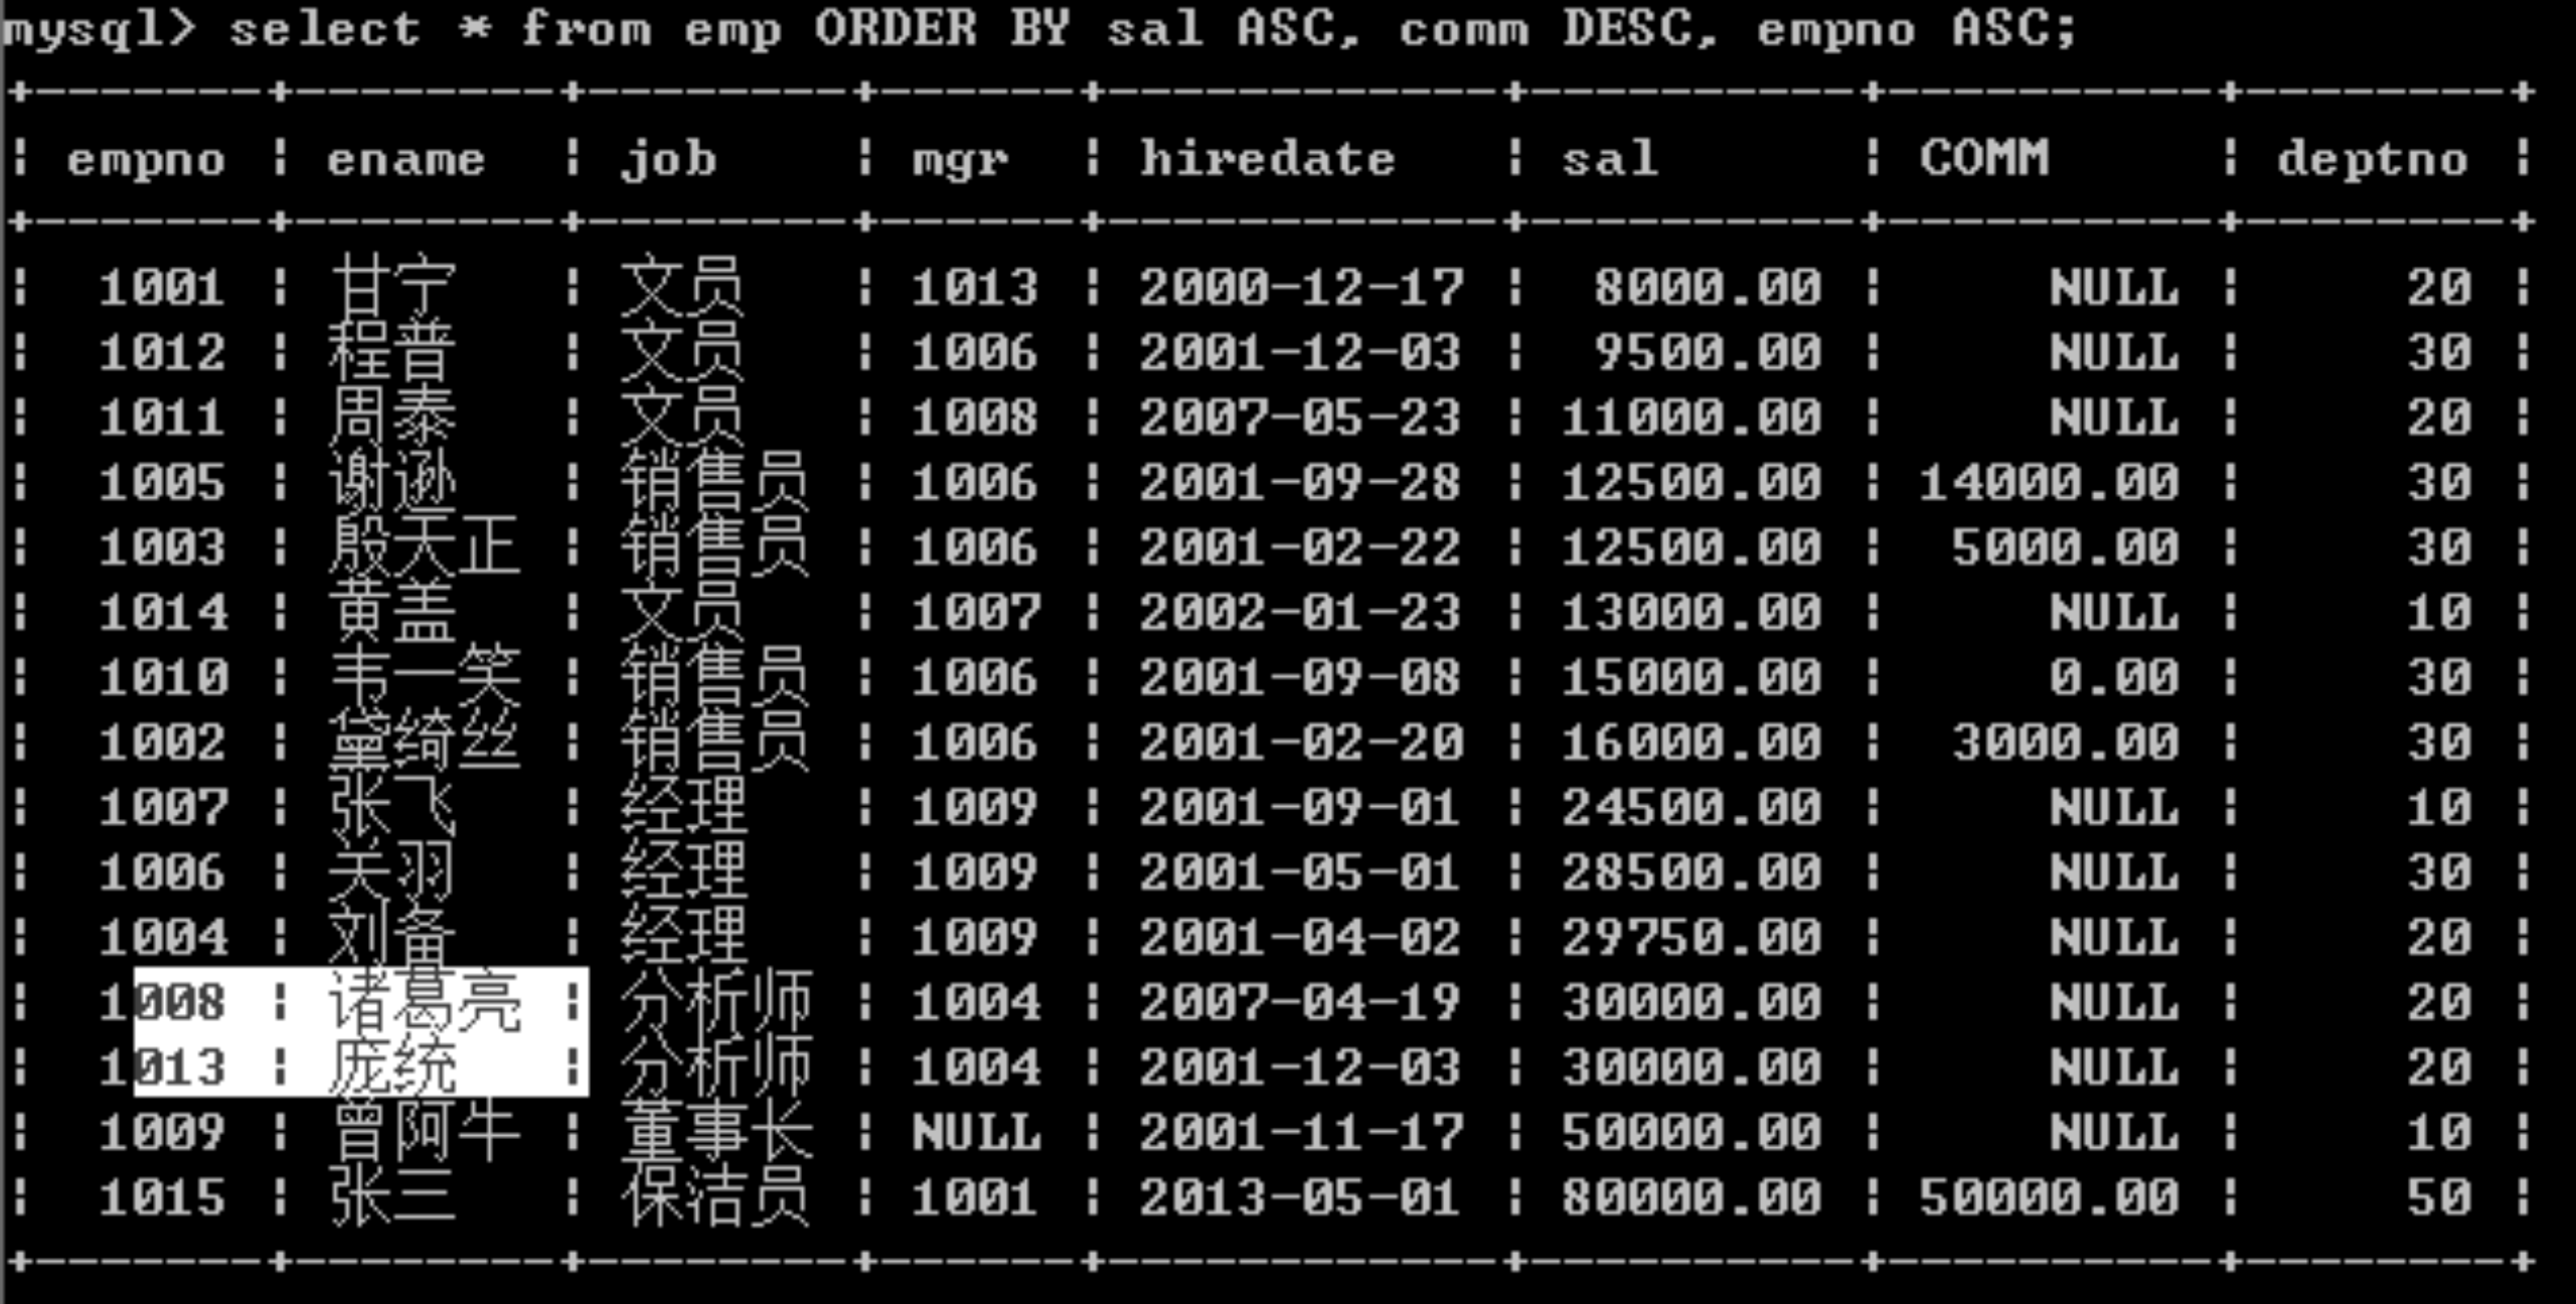 mysql> select * from emp ORDER BY sal ASC, comm DESC, empno ASC;
+--------+--------+--------+------+------------+----------+----------+--------+
| empno | ename | job | mgr | hiredate | sal | COMM | deptno |
+--------+--------+--------+------+------------+----------+----------+--------+
| 1001 | 甘宁 | 文员 | 1013 | 2000-12-17 | 8000.00 | NULL | 20 |
| 1012 | 程普 | 文员 | 1006 | 2001-12-03 | 9500.00 | NULL | 30 |
| 1011 | 周泰 | 文员 | 1008 | 2007-05-23 | 11000.00 | NULL | 20 |
| 1005 | 谢逊 | 销售员 | 1006 | 2001-09-28 | 12500.00 | 14000.00 | 30 |
| 1003 | 殷天正 | 销售员 | 1006 | 2001-02-22 | 12500.00 | 5000.00 | 30 |
| 1014 | 黄盖 | 文员 | 1007 | 2002-01-23 | 13000.00 | NULL | 10 |
| 1010 | 韦一笑 | 销售员 | 1006 | 2001-09-08 | 15000.00 | 0.00 | 30 |
| 1002 | 黛绮丝 | 销售员 | 1006 | 2001-02-20 | 16000.00 | 3000.00 | 30 |
| 1007 | 张飞 | 经理 | 1009 | 2001-09-01 | 24500.00 | NULL | 10 |
| 1006 | 关羽 | 经理 | 1009 | 2001-05-01 | 28500.00 | NULL | 30 |
| 1004 | 刘备 | 经理 | 1009 | 2001-04-02 | 29750.00 | NULL | 20 |
| 1008 | 诸葛亮 | 分析师 | 1004 | 2007-04-19 | 30000.00 | NULL | 20 |
| 1013 | 庞统 | 分析师 | 1004 | 2001-12-03 | 30000.00 | NULL | 20 |
| 1009 | 曾阿牛 | 董事长 | NULL | 2001-11-17 | 50000.00 | NULL | 10 |
| 1015 | 张三 | 保洁员 | 1001 | 2013-05-01 | 80000.00 | 50000.00 | 50 |
+--------+--------+--------+------+------------+----------+----------+--------+